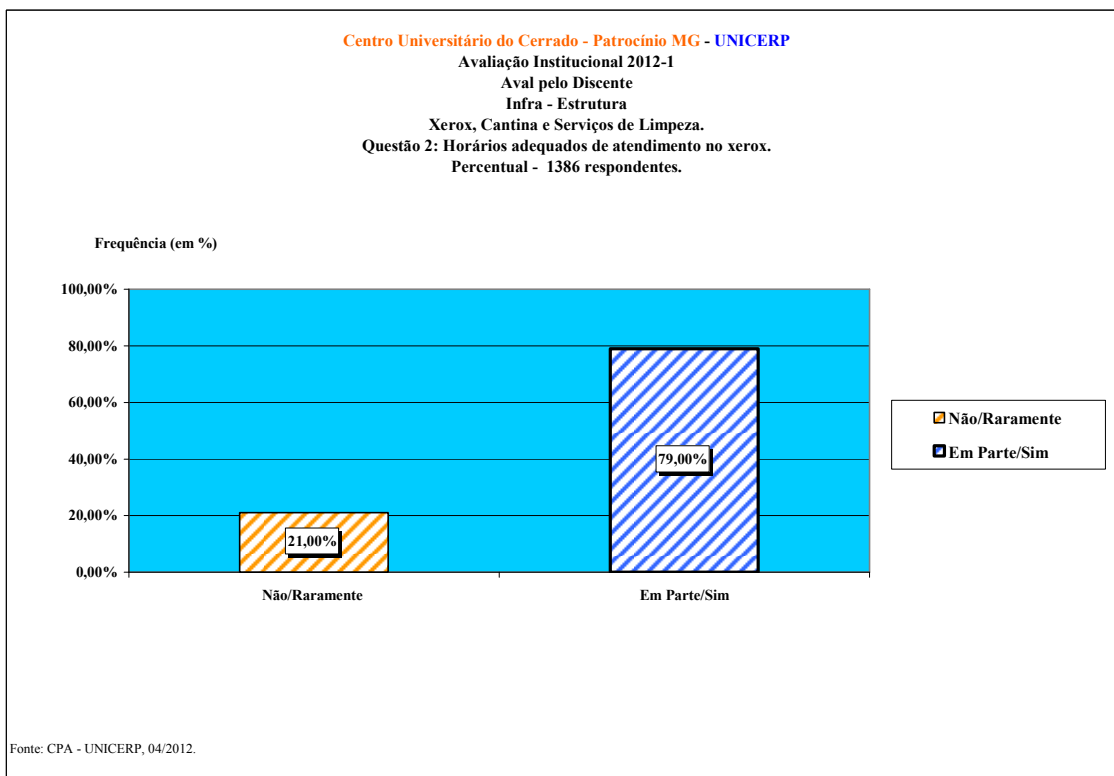 Centro Universitário do Cerrado - Patrocínio MG - UNICERP
Avaliação Institucional 2012-1
Aval pelo Discente
Infra - Estrutura
Xerox, Cantina e Serviços de Limpeza.
Questão 2: Horários adequados de atendimento no xerox.
Percentual - 1386 respondentes.
Frequência (em %)
100,00%
80,00%
60,00%
40,00%
20,00%
0,00%
21,00%
79,00%
Não/Raramente
Em Parte/Sim
Não/Raramente
Em Parte/Sim
Fonte: CPA - UNICERP, 04/2012.